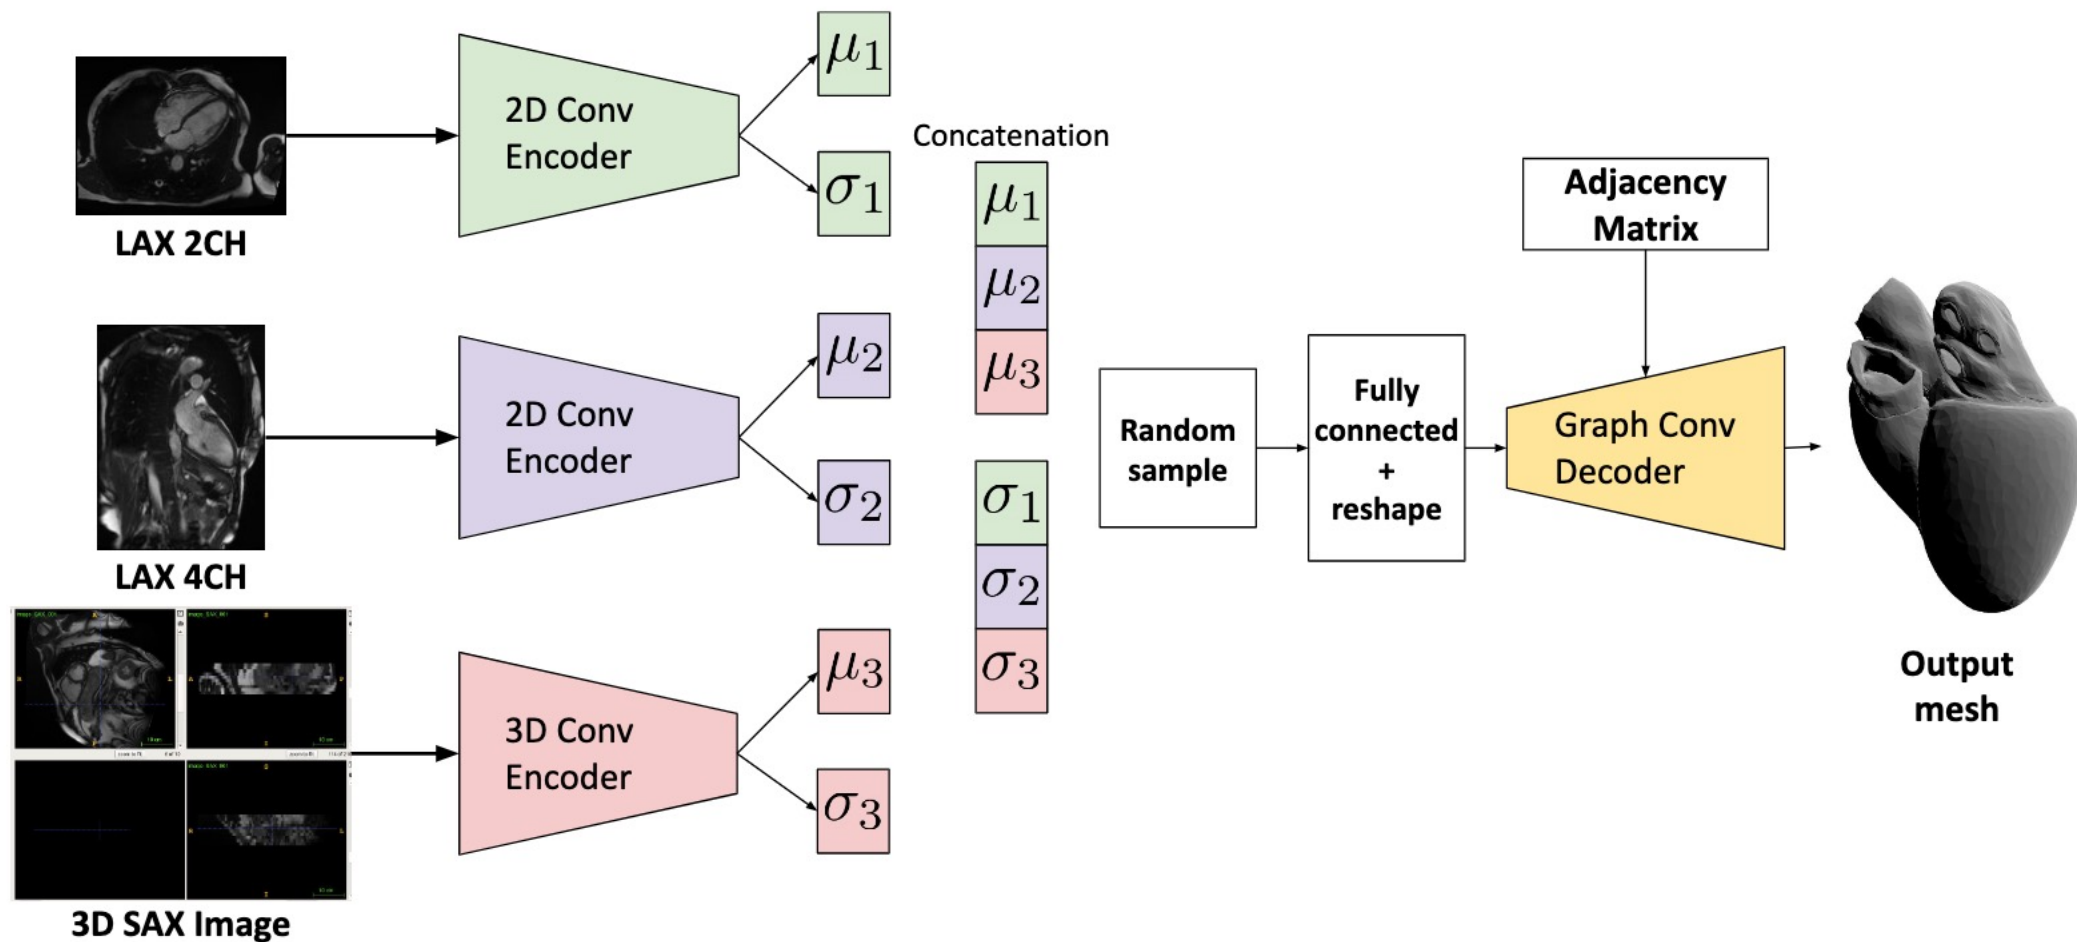 LAX 2CH
2D Conv
Encoder
μ1
σ1
LAX 4CH
2D Conv
Encoder
μ2
σ2
3D SAX Image
3D Conv
Encoder
μ3
σ3
Concatenation
μ1
μ2
μ3
σ1
σ2
σ3
Random
sample
Fully
connected
+
reshape
Adjacency
Matrix
Graph Conv
Decoder
Output
mesh